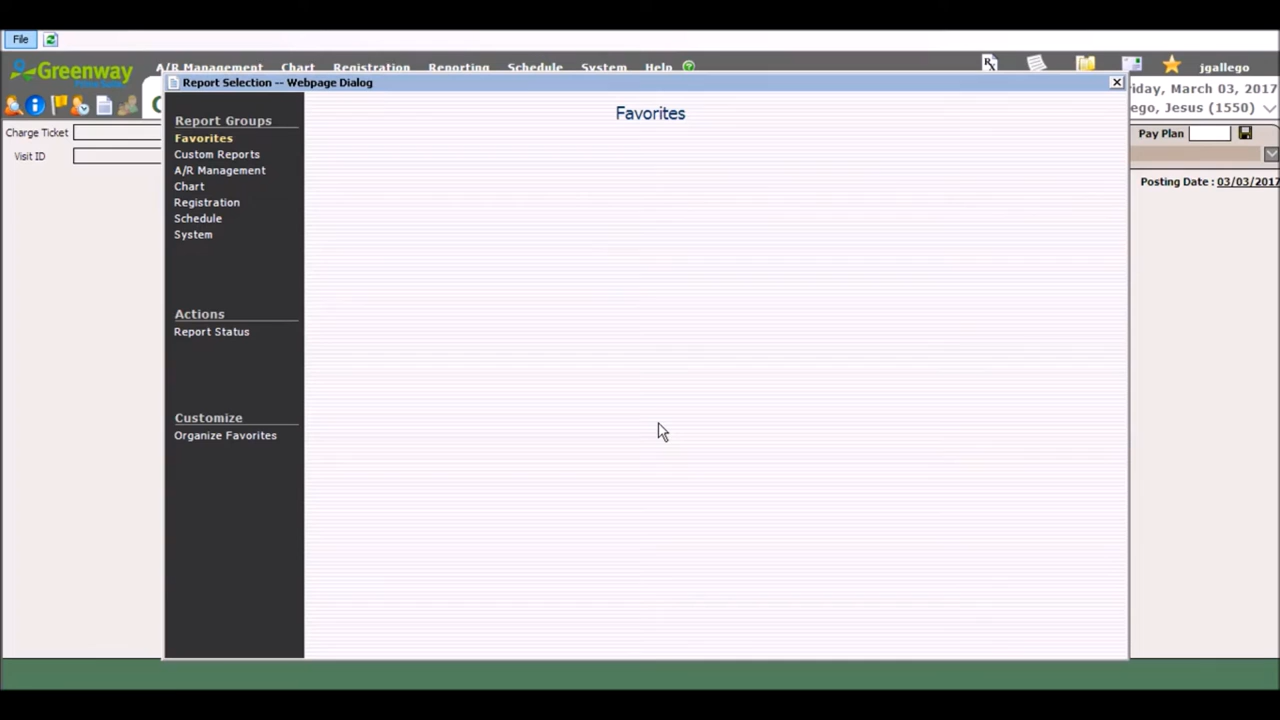 File
Greenway
A/R Management Chart Registration Reporting Schedule System Help
jgallego
Report Selection -- Webpage Dialog
iday, March 03, 2017
ego, Jesus (1550)
Charge Ticket
Visit ID
Pay Plan
Posting Date : 03/03/2017
Report Groups
Favorites
Custom Reports
A/R Management
Chart
Registration
Schedule
System
Actions
Report Status
Customize
Organize Favorites
Favorites